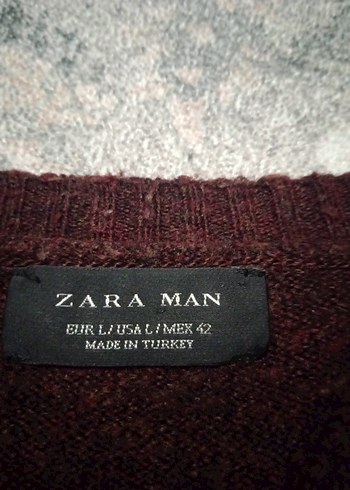 ZARA MAN
EUR L / USA L / MEX 42
MADE IN TURKEY